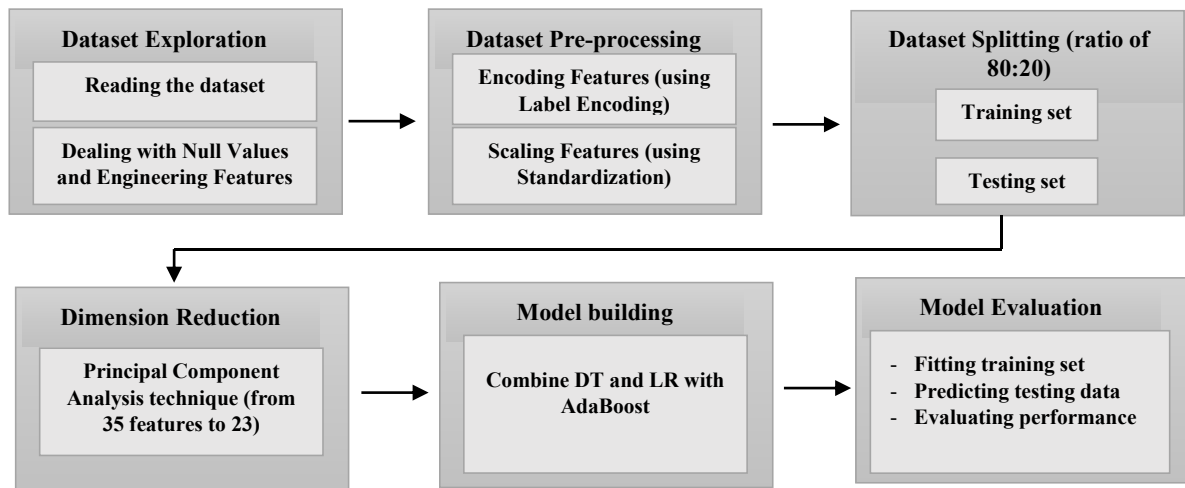 Dataset Exploration
Reading the dataset
Dealing with Null Values
and Engineering Features
Dataset Pre-processing
Encoding Features (using
Label Encoding)
Scaling Features (using
Standardization)
Dataset Splitting (ratio of
80:20)
Training set
Testing set
Dimension Reduction
Principal Component
Analysis technique (from
35 features to 23)
Model building
Combine DT and LR with
AdaBoost
Model Evaluation
- Fitting training set
- Predicting testing data
- Evaluating performance